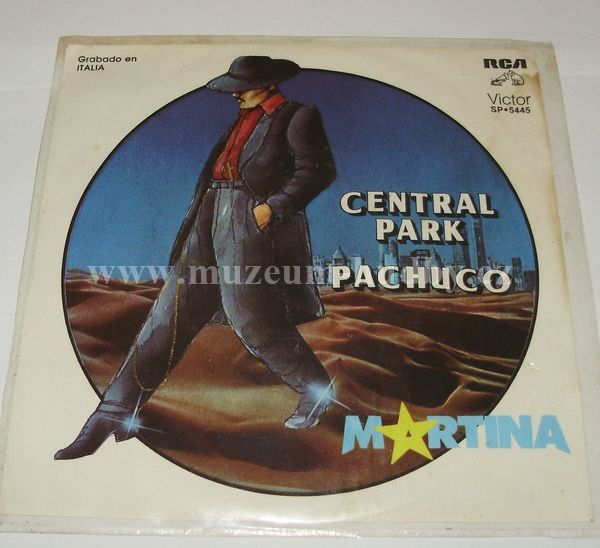 Grabado en
ITALIA
RCA
Victor
SP•5445
CENTRAL
PARK
PACHUCO
MARTINA